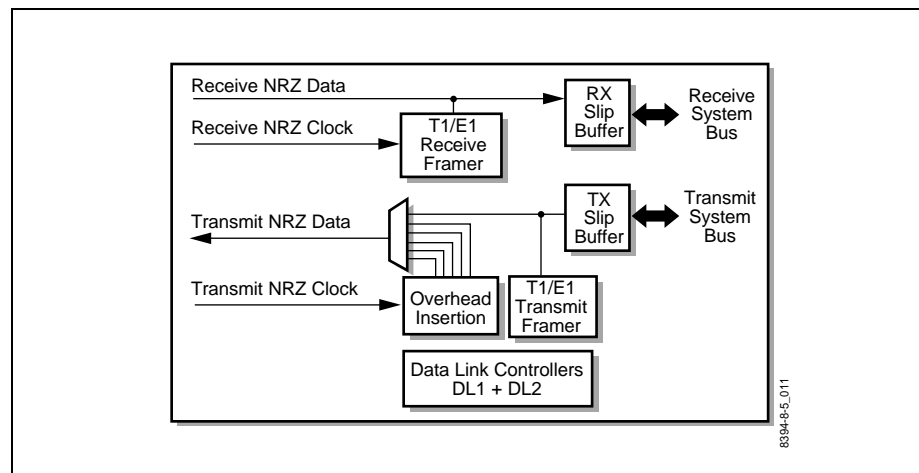 Receive NRZ Data
Receive NRZ Clock
T1/E1
Receive
Framer
RX
Slip
Buffer
Receive
System
Bus
Transmit NRZ Data
TX
Slip
Buffer
Transmit
System
Bus
Transmit NRZ Clock
Overhead
Insertion
T1/E1
Transmit
Framer
Data Link Controllers
DL1 + DL2
8394-8-5_011